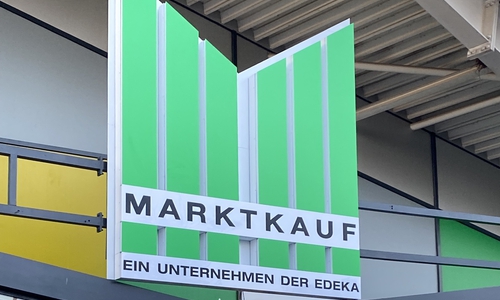 MARKTKAUF
EIN UNTERNEHMEN DER EDEKA